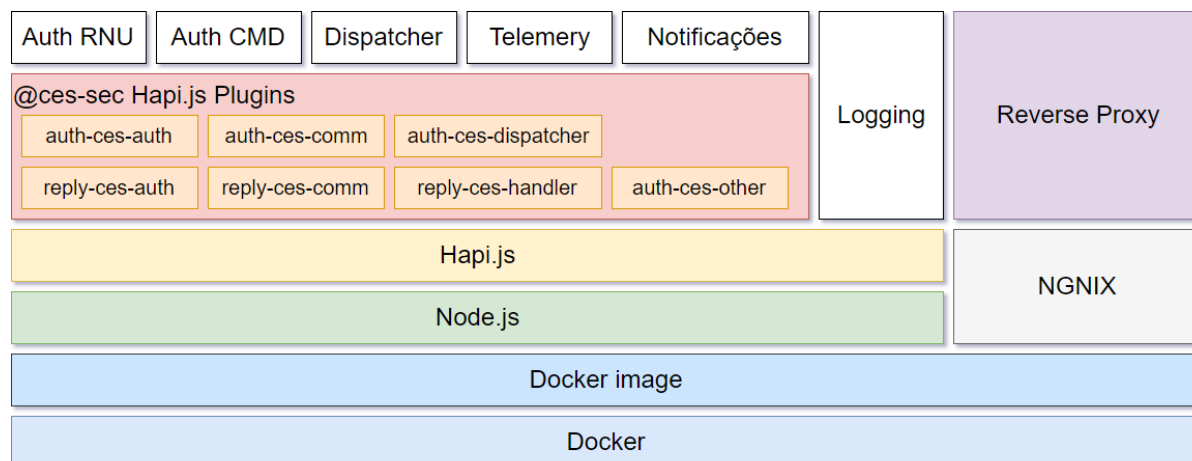 Auth RNU
Auth CMD
Dispatcher
Telemery
Notificações
@ces-sec Hapi.js Plugins
auth-ces-auth
auth-ces-comm
auth-ces-dispatcher
reply-ces-auth
reply-ces-comm
reply-ces-handler
auth-ces-other
Logging
Reverse Proxy
Hapi.js
NGNIX
Node.js
Docker image
Docker